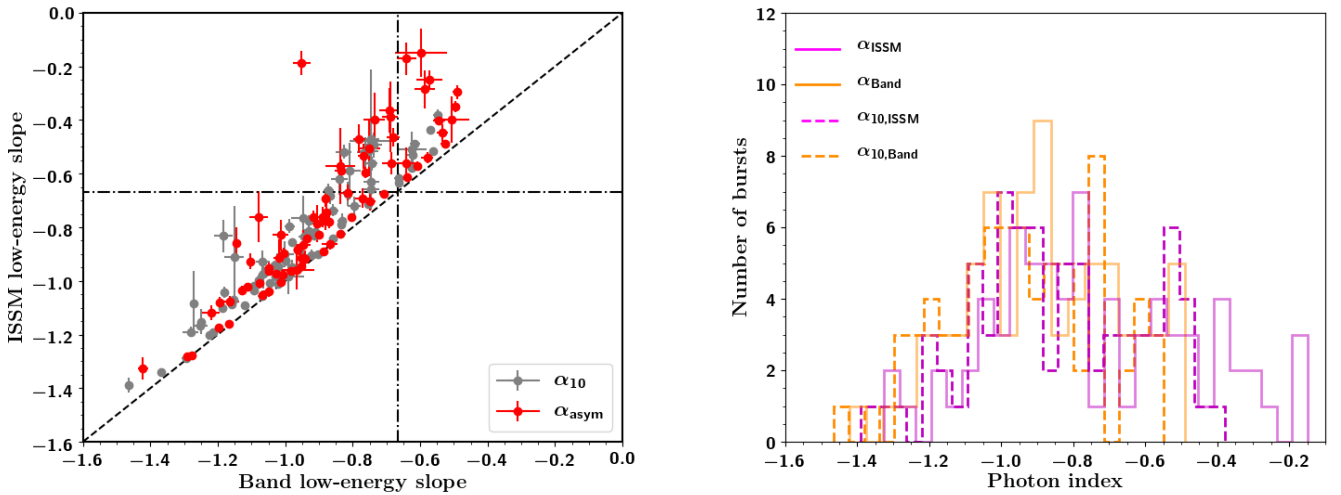 0.0
−0.2
−0.4
−0.6
−0.8
−1.0
−1.2
−1.4
−1.6
ISSM low-energy slope
−1.6 −1.4 −1.2 −1.0 −0.8 −0.6 −0.4 −0.2 0.0
Band low-energy slope
α10
αasym
12
10
8
6
4
2
0
Number of bursts
αISSM
αBand
α10,ISSM
α10,Band
−1.6 −1.4 −1.2 −1.0 −0.8 −0.6 −0.4 −0.2
Photon index